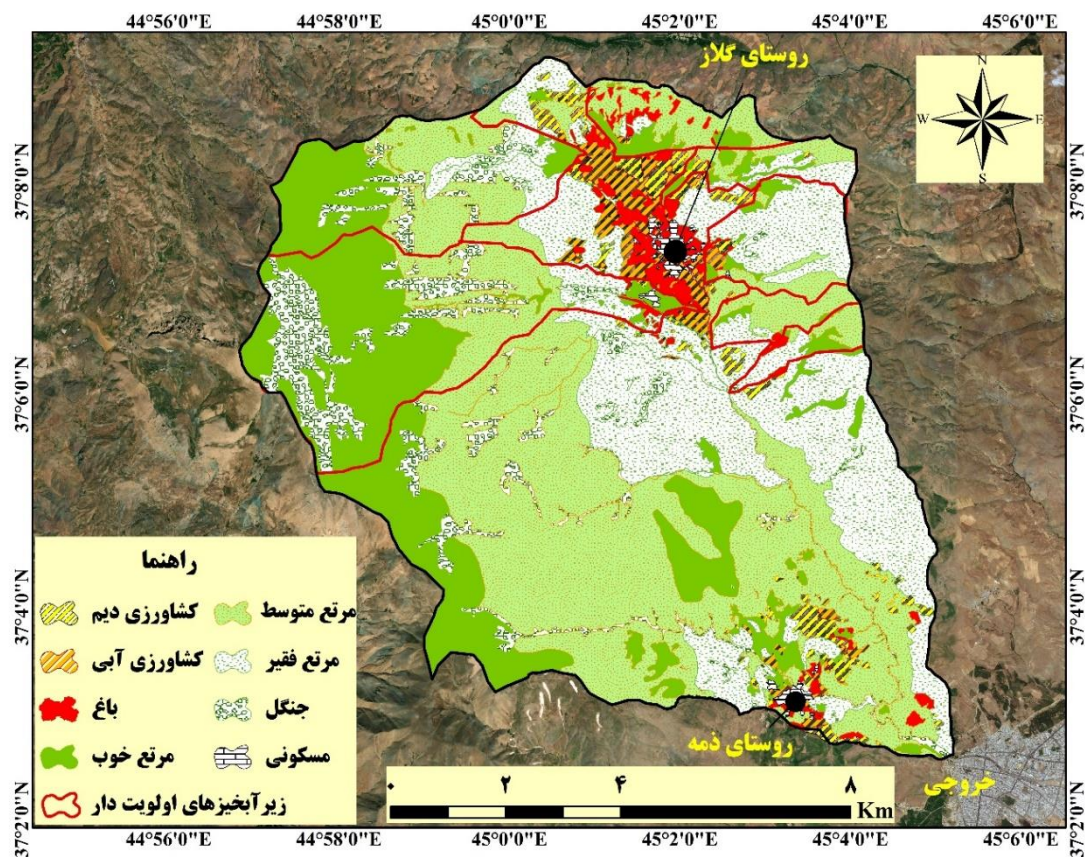 44°56'0"E 44°58'0"E 45°0'0"E 45°2'0"E 45°4'0"E 45°6'0"E
روستای گلاز
N
W E
S
37°8'0"N 37°8'0"N
37°6'0"N 37°6'0"N
37°4'0"N 37°4'0"N
37°2'0"N 37°2'0"N
راهنما
مرتع متوسط کشاورزی دیم
مرتع فقیر کشاورزی آبی
جنگل باغ
مسکونی مرتع خوب
زیرآبخیزهای اولویت دار
روستای ذمه
خروجی
۰ ۲ ۴ ۸
Km
44°56'0"E 44°58'0"E 45°0'0"E 45°2'0"E 45°4'0"E 45°6'0"E